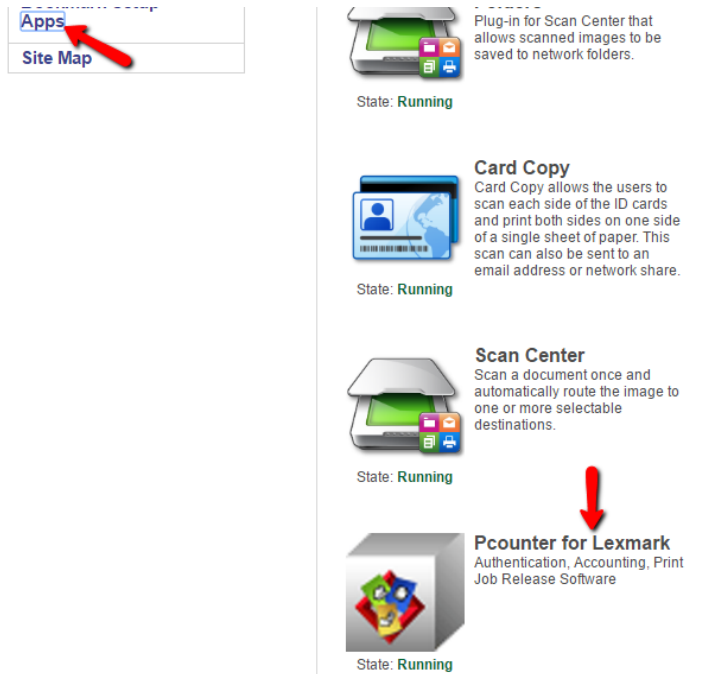 Bookmark Setup
Apps
Site Map
Folders
Plug-in for Scan Center that
allows scanned images to be
saved to network folders.
State: Running
Card Copy
Card Copy allows the users to
scan each side of the ID cards
and print both sides on one side
of a single sheet of paper. This
scan can also be sent to an
email address or network share.
State: Running
Scan Center
Scan a document once and
automatically route the image to
one or more selectable
destinations.
State: Running
Pcounter for Lexmark
Authentication, Accounting, Print
Job Release Software
State: Running